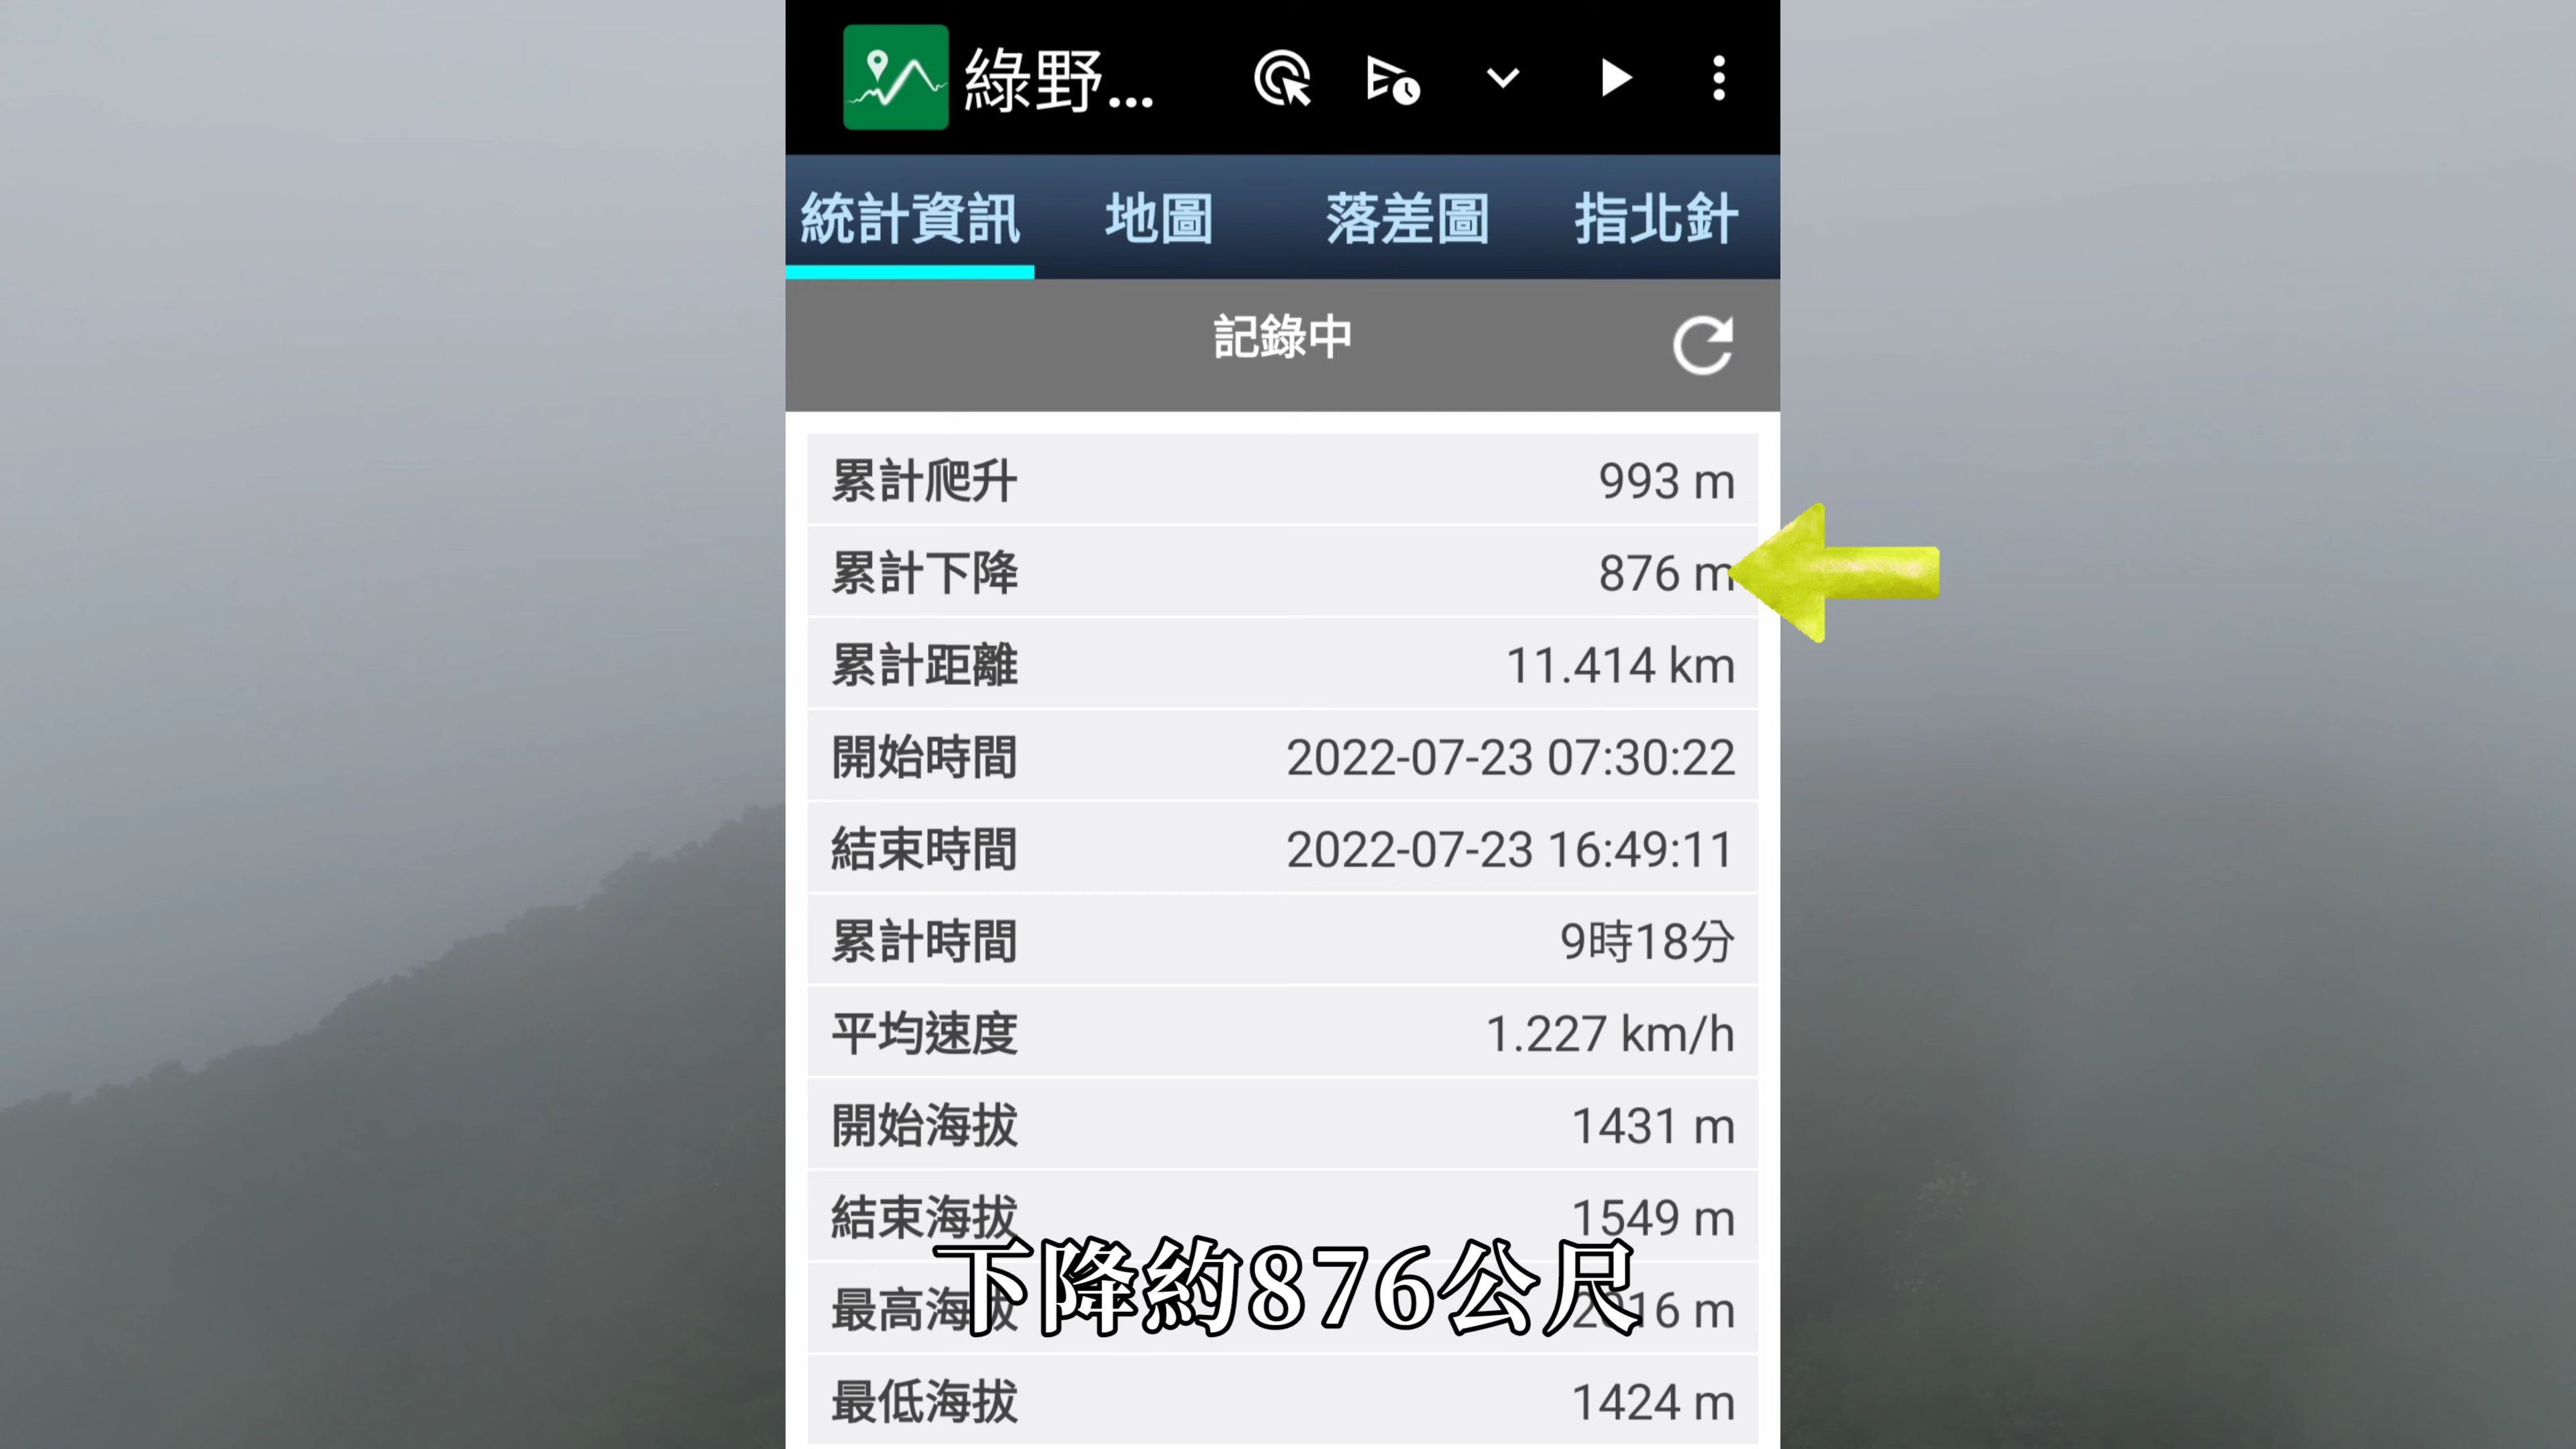 綠野...
統計資訊 地圖 落差圖 指北針
記錄中
累計爬升 993 m
累計下降 876 m
累計距離 11.414 km
開始時間 2022-07-23 07:30:22
結束時間 2022-07-23 16:49:11
累計時間 9時18分
平均速度 1.227 km/h
開始海拔 1431 m
結束海拔 1549 m
下降約876公尺
最高海拔 2016 m
最低海拔 1424 m